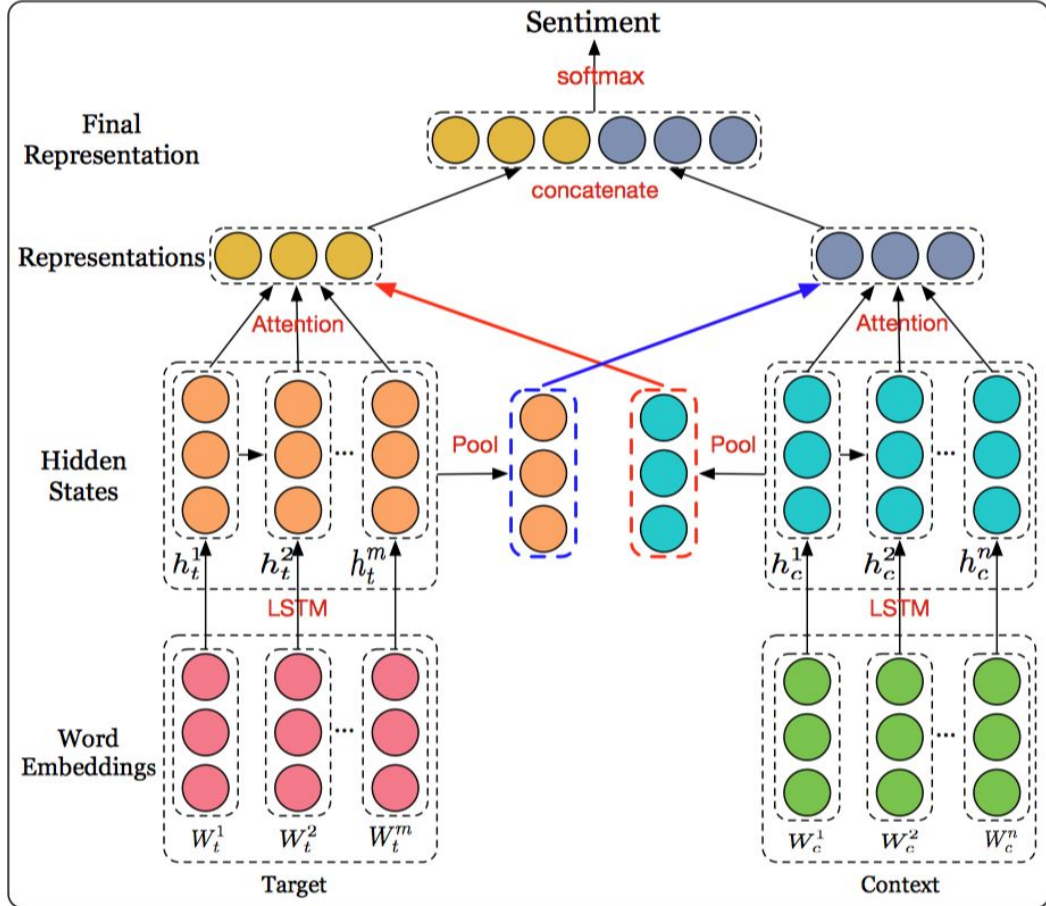 Sentiment
softmax
Final
Representation
concatenate
Representations
Attention
Attention
Pool
Pool
Hidden
States
h_t^1
h_t^2
h_t^m
h_c^1
h_c^2
h_c^n
LSTM
LSTM
Word
Embeddings
...
...
...
...
W_t^1
W_t^2
W_t^m
W_c^1
W_c^2
W_c^n
Target
Context